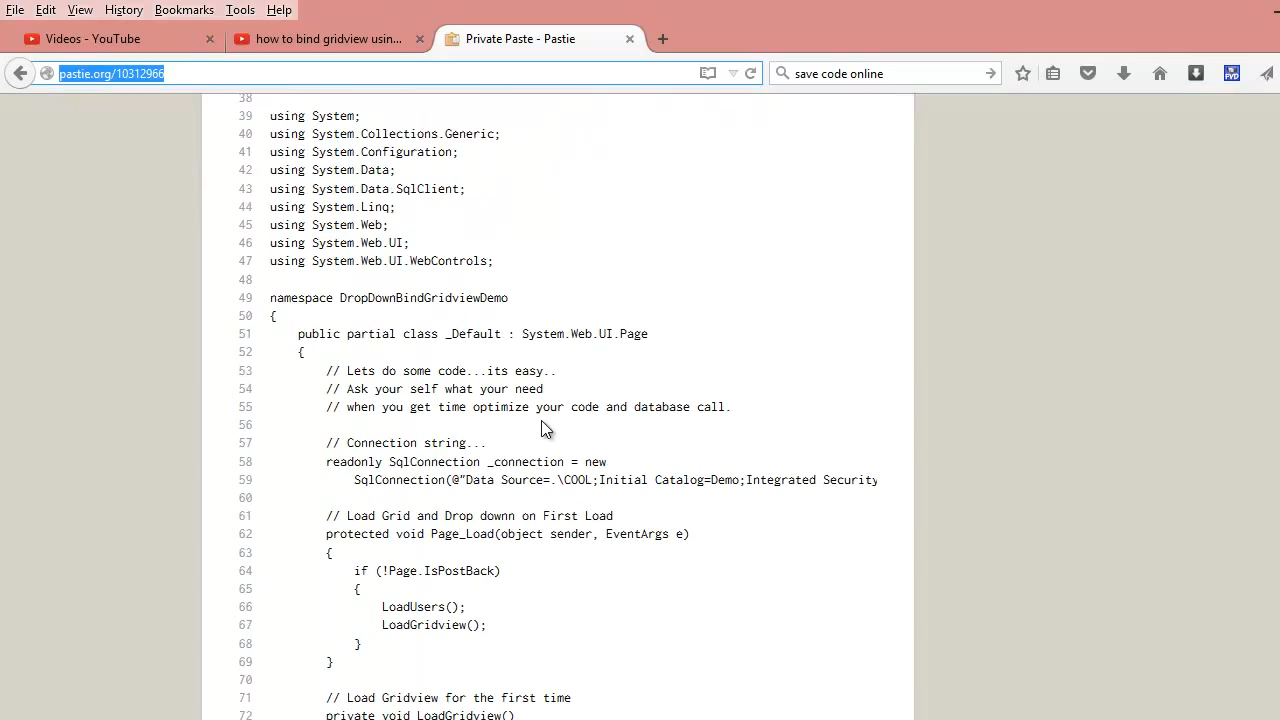 File Edit View History Bookmarks Tools Help
Videos - YouTube × how to bind gridview usin... × Private Paste - Pastie × +
pastie.org/10312966 save code online
38
39 using System;
40 using System.Collections.Generic;
41 using System.Configuration;
42 using System.Data;
43 using System.Data.SqlClient;
44 using System.Linq;
45 using System.Web;
46 using System.Web.UI;
47 using System.Web.UI.WebControls;
48
49 namespace DropDownBindGridviewDemo
50 {
51 public partial class _Default : System.Web.UI.Page
52 {
53 // Lets do some code...its easy..
54 // Ask your self what your need
55 // when you get time optimize your code and database call.
56
57 // Connection string...
58 readonly SqlConnection _connection = new
59 SqlConnection(@"Data Source=.\COOL;Initial Catalog=Demo;Integrated Security
60
61 // Load Grid and Drop downn on First Load
62 protected void Page_Load(object sender, EventArgs e)
63 {
64 if (!Page.IsPostBack)
65 {
66 LoadUsers();
67 LoadGridview();
68 }
69 }
70
71 // Load Gridview for the first time
72 private void LoadGridview()